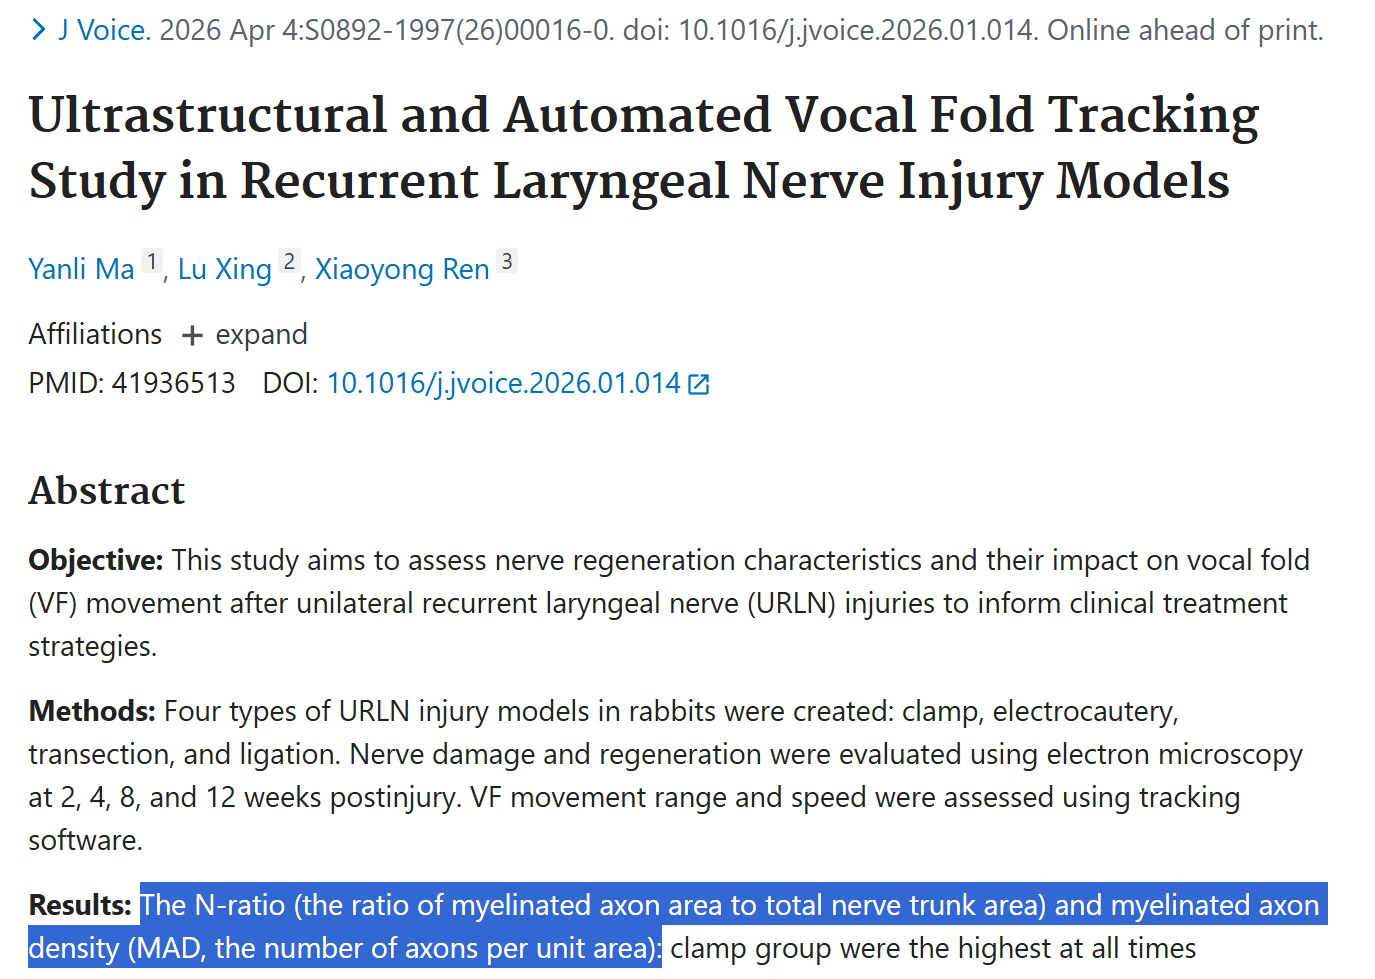 > J Voice. 2026 Apr 4:S0892-1997(26)00016-0. doi: 10.1016/j.jvoice.2026.01.014. Online ahead of print.
Ultrastructural and Automated Vocal Fold Tracking
Study in Recurrent Laryngeal Nerve Injury Models
Yanli Ma 1, Lu Xing 2, Xiaoyong Ren 3
Affiliations + expand
PMID: 41936513 DOI: 10.1016/j.jvoice.2026.01.014
Abstract
Objective: This study aims to assess nerve regeneration characteristics and their impact on vocal fold
(VF) movement after unilateral recurrent laryngeal nerve (URLN) injuries to inform clinical treatment
strategies.
Methods: Four types of URLN injury models in rabbits were created: clamp, electrocautery,
transection, and ligation. Nerve damage and regeneration were evaluated using electron microscopy
at 2, 4, 8, and 12 weeks postinjury. VF movement range and speed were assessed using tracking
software.
Results: The N-ratio (the ratio of myelinated axon area to total nerve trunk area) and myelinated axon
density (MAD, the number of axons per unit area): clamp group were the highest at all times